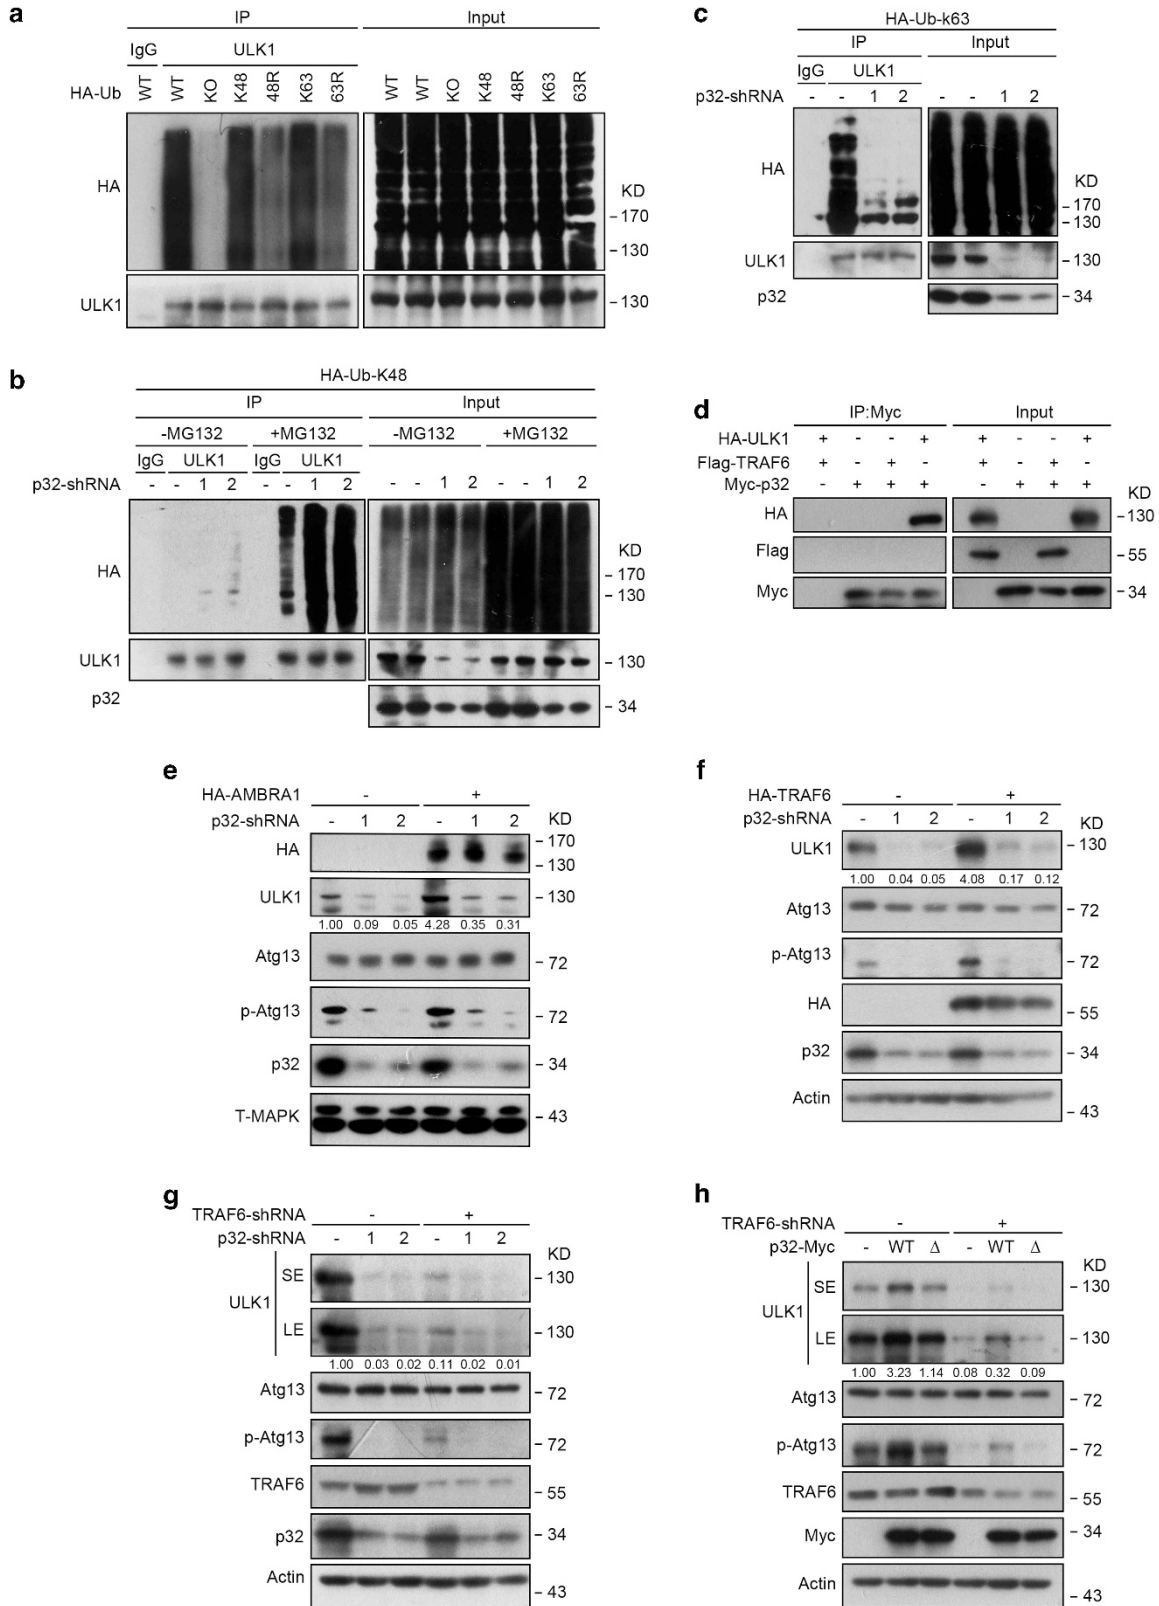 a
IP Input
IgG ULK1
HA-Ub WT WT KO K48 48R K63 63R WT WT KO K48 48R K63 63R
HA
KD
- 170
- 130
ULK1 - 130
c
HA-Ub-k63
IP Input
IgG ULK1
p32-shRNA - - 1 2 - - 1 2
HA
KD
- 170
- 130
ULK1 - 130
p32 - 34
b
HA-Ub-K48
IP Input
-MG132 +MG132 -MG132 +MG132
IgG ULK1 IgG ULK1
p32-shRNA - - 1 2 - - 1 2 - - 1 2 - - 1 2
HA
KD
- 170
- 130
ULK1 - 130
p32 - 34
d
IP:Myc Input
HA-ULK1 + - - + + - - +
Flag-TRAF6 + - + - + - + -
Myc-p32 - + + + - + + +
KD
HA - 130
Flag - 55
Myc - 34
e
HA-AMBRA1 - +
p32-shRNA - 1 2 - 1 2 KD
HA - 170
- 130
ULK1 - 130
1.00 0.09 0.05 4.28 0.35 0.31
Atg13 - 72
p-Atg13 - 72
p32 - 34
T-MAPK - 43
f
HA-TRAF6 - +
p32-shRNA - 1 2 - 1 2 KD
ULK1 - 130
1.00 0.04 0.05 4.08 0.17 0.12
Atg13 - 72
p-Atg13 - 72
HA - 55
p32 - 34
Actin - 43
g
TRAF6-shRNA - +
p32-shRNA - 1 2 - 1 2
KD
ULK1 SE - 130
LE - 130
1.00 0.03 0.02 0.11 0.02 0.01
Atg13 - 72
p-Atg13 - 72
TRAF6 - 55
p32 - 34
Actin - 43
h
TRAF6-shRNA - +
p32-Myc - WT Δ - WT Δ
KD
ULK1 SE - 130
LE - 130
1.00 3.23 1.14 0.08 0.32 0.09
Atg13 - 72
p-Atg13 - 72
TRAF6 - 55
Myc - 34
Actin - 43